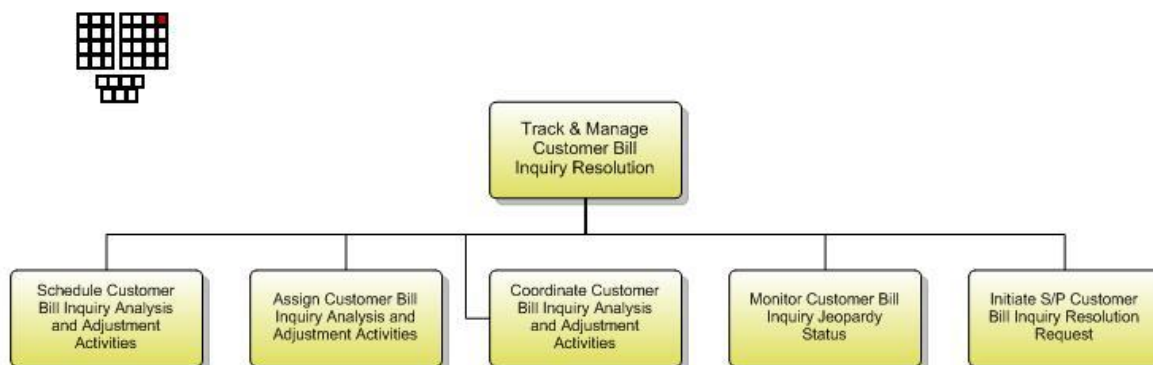 Track & Manage
Customer Bill
Inquiry Resolution
Schedule Customer
Bill Inquiry Analysis
and Adjustment
Activities
Assign Customer Bill
Inquiry Analysis and
Adjustment Activities
Coordinate Customer
Bill Inquiry Analysis
and Adjustment
Activities
Monitor Customer Bill
Inquiry Jeopardy
Status
Initiate S/P Customer
Bill Inquiry Resolution
Request